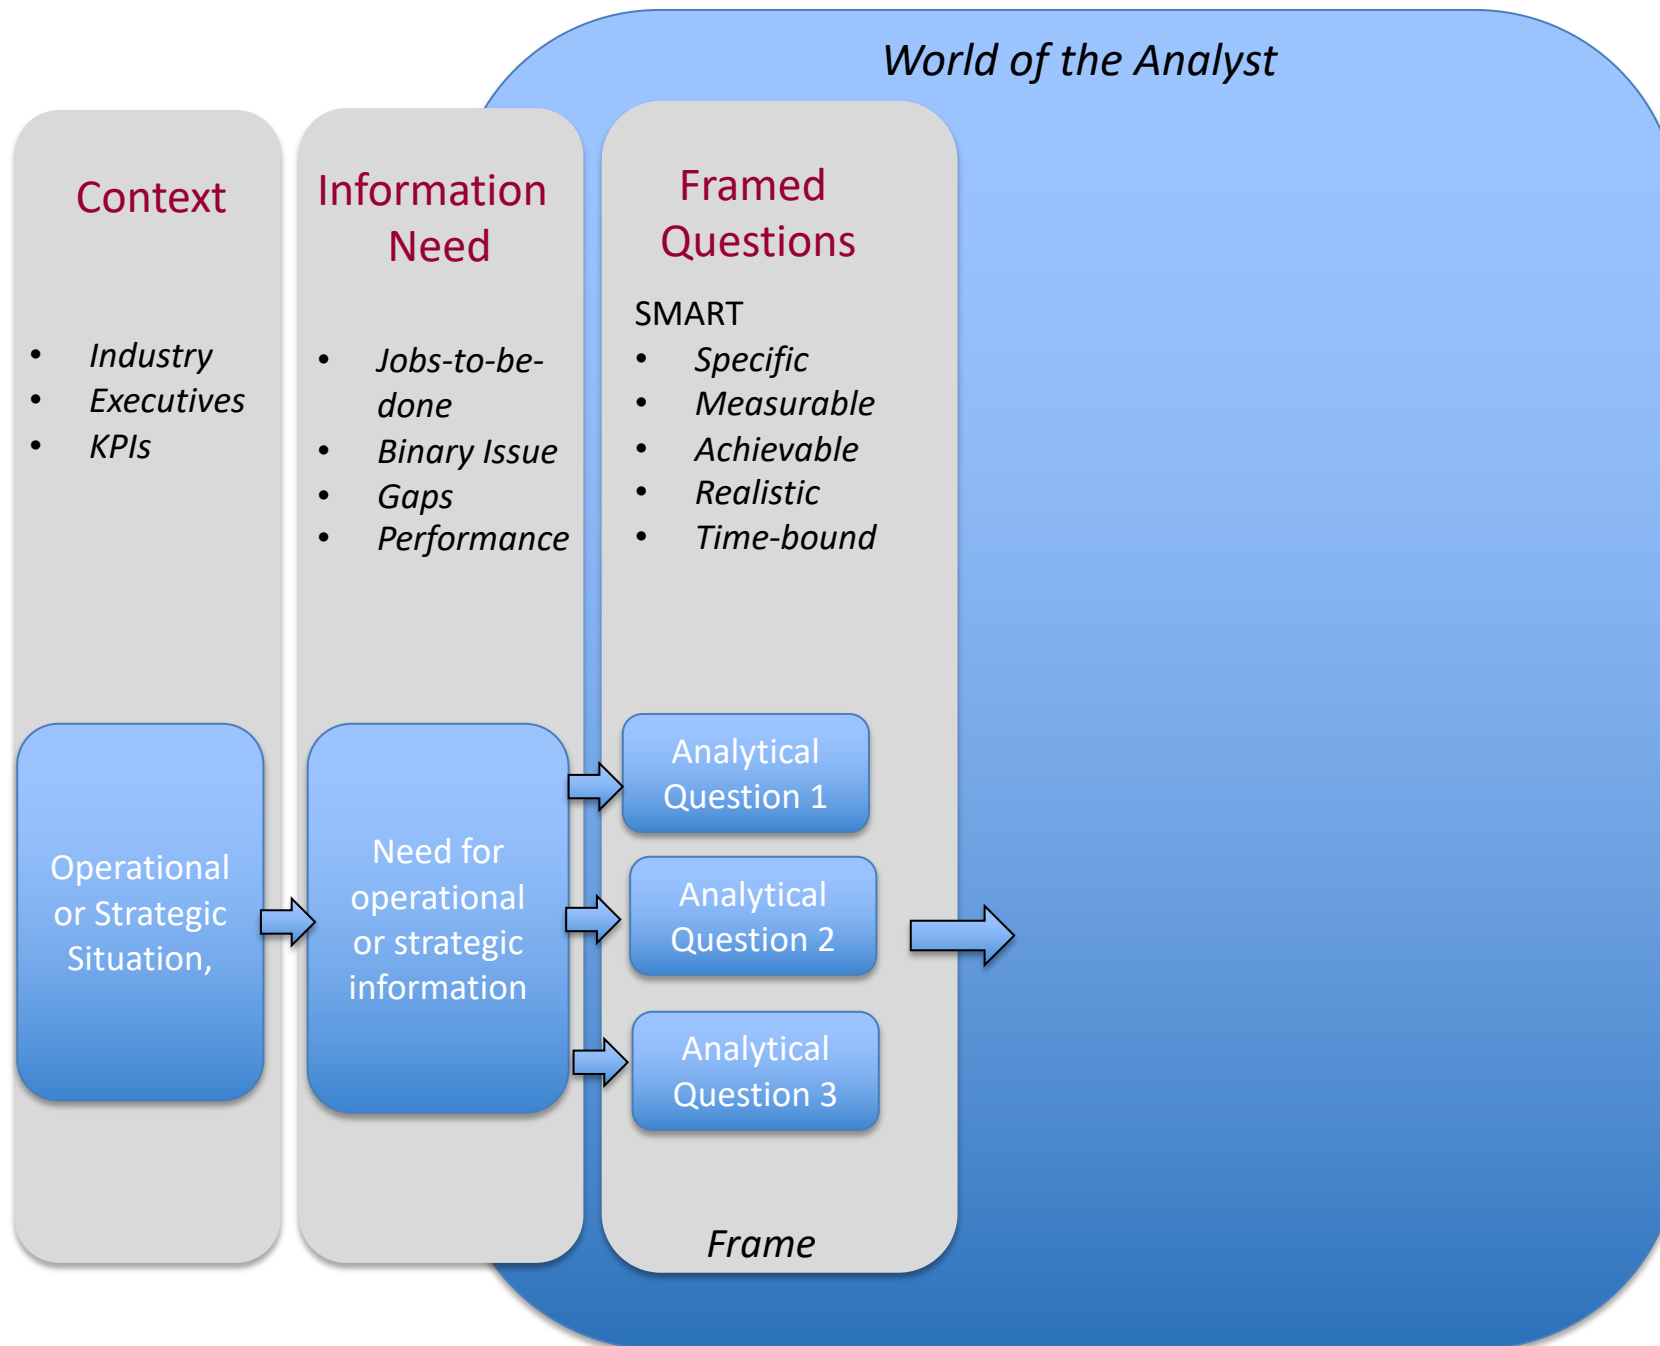 World of the Analyst
Context
• Industry
• Executives
• KPIs
Operational
or Strategic
Situation,
Information
Need
• Jobs-to-be-
done
• Binary Issue
• Gaps
• Performance
Need for
operational
or strategic
information
Framed
Questions
SMART
• Specific
• Measurable
• Achievable
• Realistic
• Time-bound
Analytical
Question 1
Analytical
Question 2
Analytical
Question 3
Frame